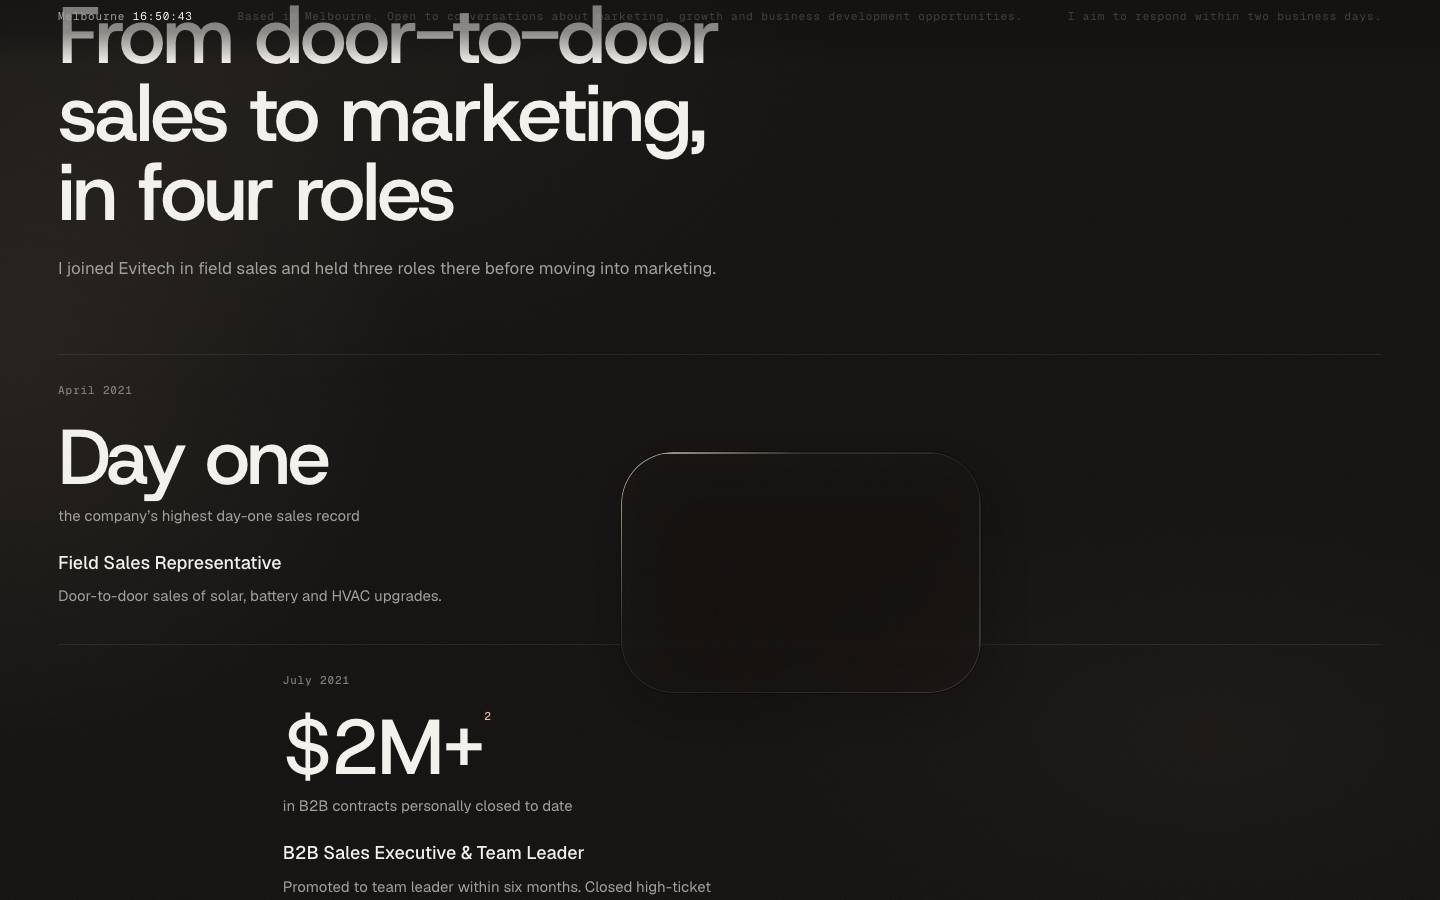 Melbourne 16:50:43 Based in Melbourne. Open to conversations about marketing, growth and business development opportunities. I aim to respond within two business days.
From door-to-door
sales to marketing,
in four roles
I joined Evitech in field sales and held three roles there before moving into marketing.
April 2021
Day one
the company’s highest day-one sales record
Field Sales Representative
Door-to-door sales of solar, battery and HVAC upgrades.
July 2021
$2M+ 2
in B2B contracts personally closed to date
B2B Sales Executive & Team Leader
Promoted to team leader within six months. Closed high-ticket